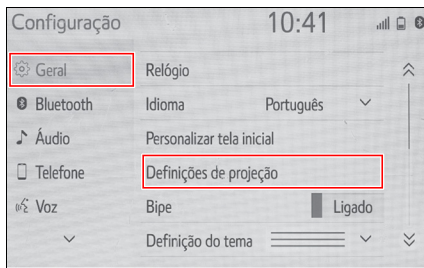 Configuração 10:41
Geral Relógio
Bluetooth Idioma Português
Áudio Personalizar tela inicial
Telefone Definições de projeção
Voz Bipe Ligado
Definição do tema